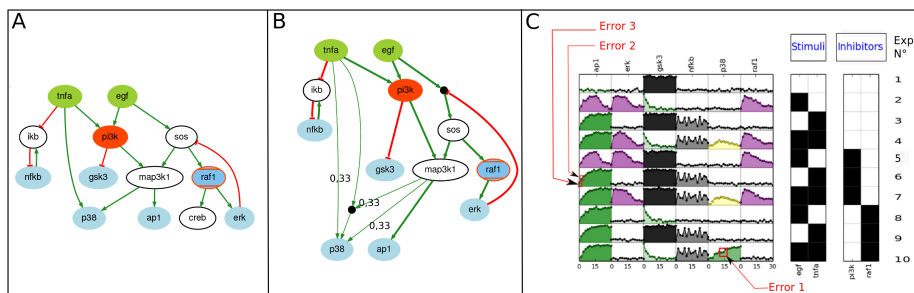 A
tnfa
egf
ikb
pi3k
sos
nfkb
gsk3
map3k1
raf1
p38
ap1
creb
erk
B
tnfa
egf
ikb
pi3k
nfkb
sos
gsk3
map3k1
raf1
0,33
0,33
erk
0,33
p38
ap1
C
Error 3
Error 2
Stimuli
Inhibitors
Exp
N°
ap1
erk
gsk3
nfkb
p38
raf1
1
2
3
4
5
6
7
8
9
10
0 15 0 15 0 15 0 15 0 15 0 15 30
egf
tnfa
pi3k
raf1
Error 1